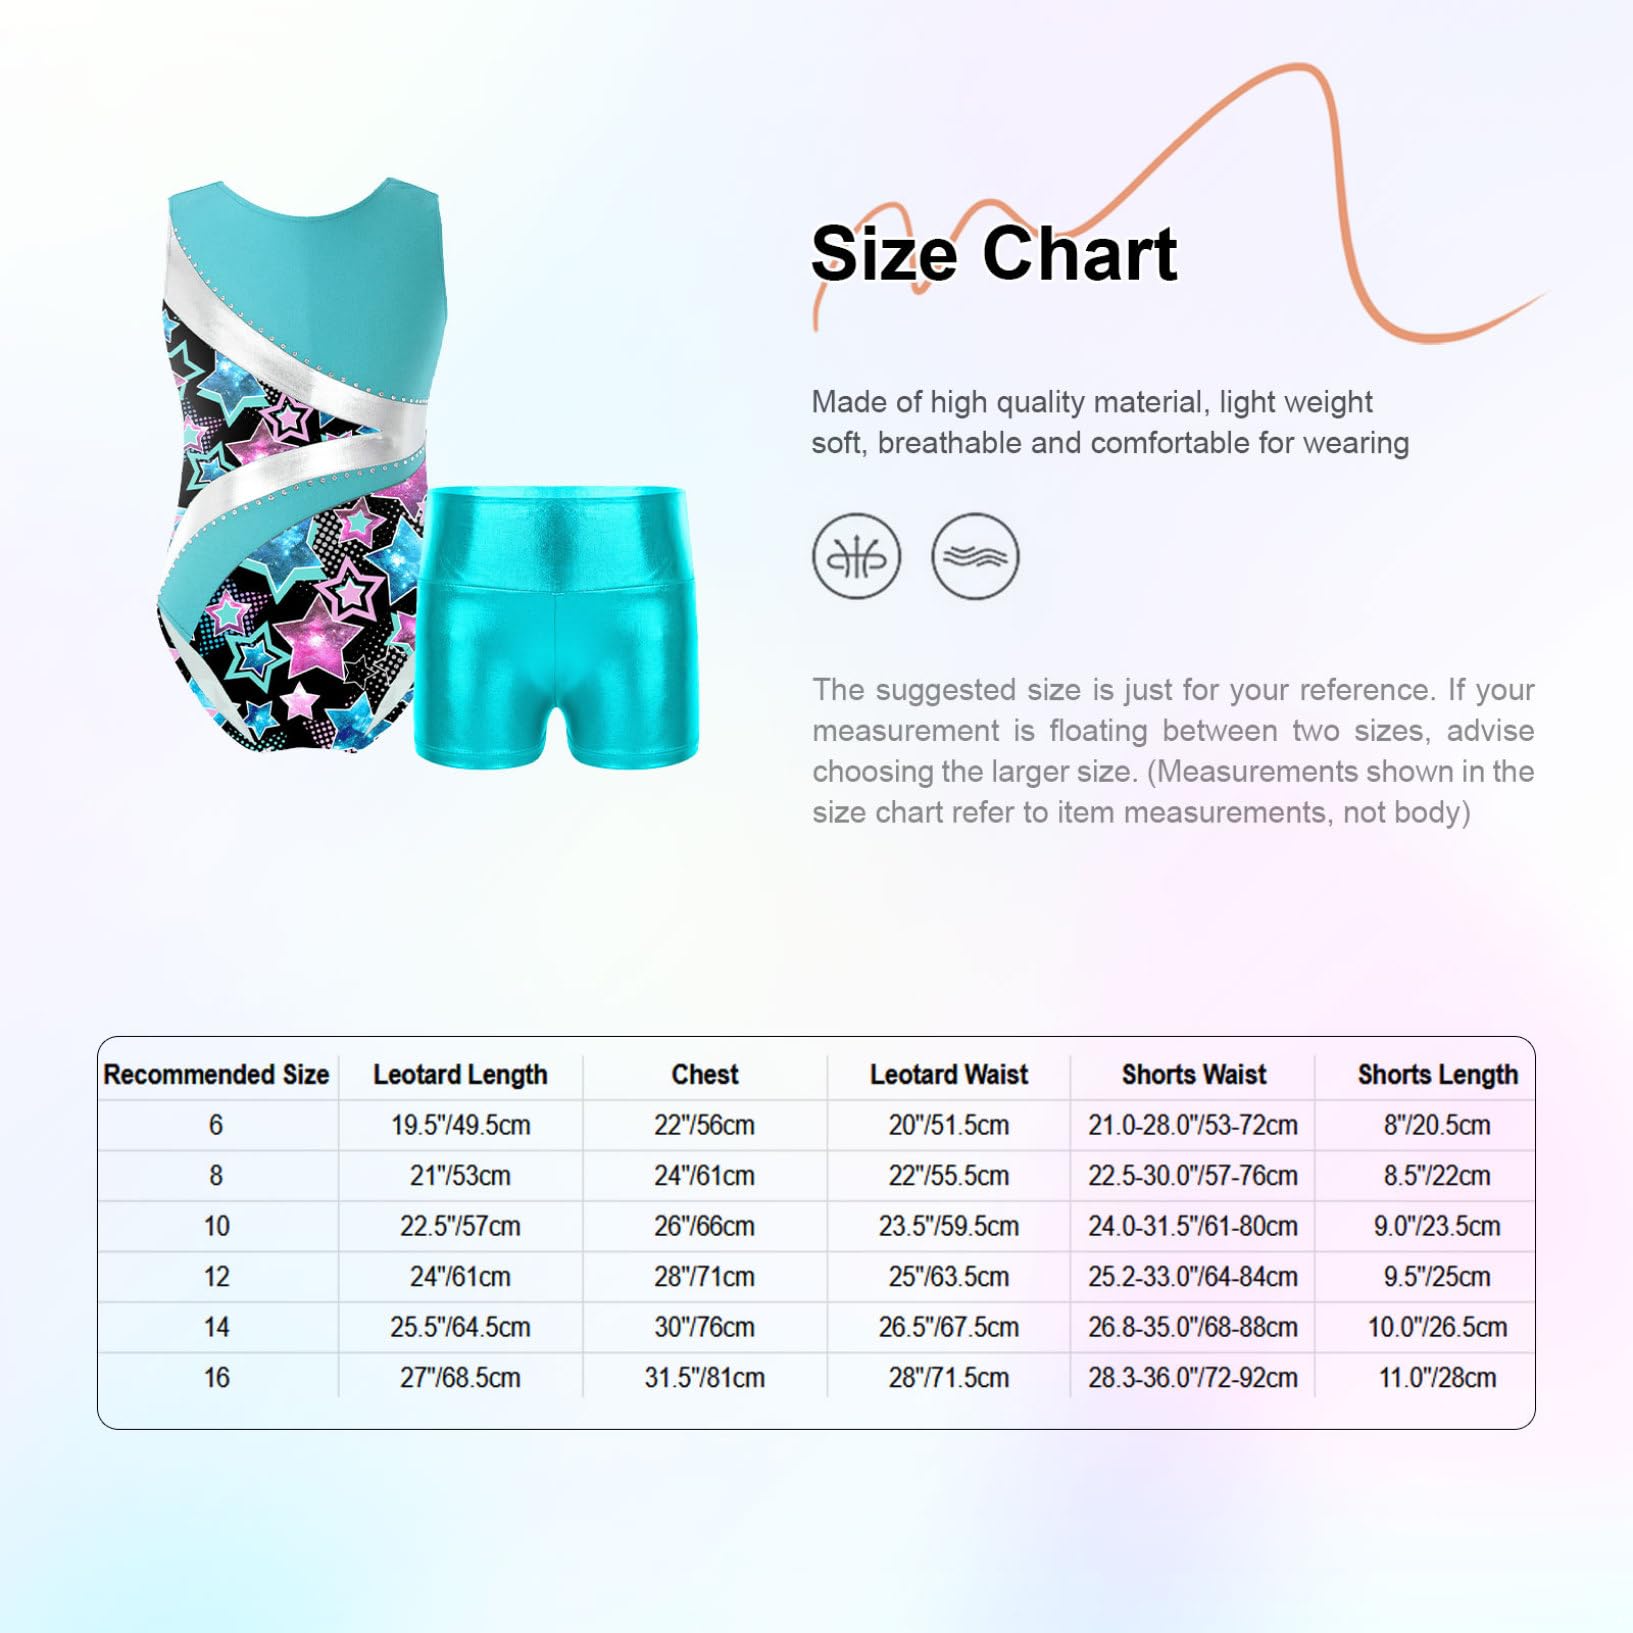 Size Chart
Made of high quality material, light weight
soft, breathable and comfortable for wearing
The suggested size is just for your reference. If your
measurement is floating between two sizes, advise
choosing the larger size. (Measurements shown in the
size chart refer to item measurements, not body)
Recommended Size Leotard Length Chest Leotard Waist Shorts Waist Shorts Length
6 19.5"/49.5cm 22"/56cm 20"/51.5cm 21.0-28.0"/53-72cm 8"/20.5cm
8 21"/53cm 24"/61cm 22"/55.5cm 22.5-30.0"/57-76cm 8.5"/22cm
10 22.5"/57cm 26"/66cm 23.5"/59.5cm 24.0-31.5"/61-80cm 9.0"/23.5cm
12 24"/61cm 28"/71cm 25"/63.5cm 25.2-33.0"/64-84cm 9.5"/25cm
14 25.5"/64.5cm 30"/76cm 26.5"/67.5cm 26.8-35.0"/68-88cm 10.0"/26.5cm
16 27"/68.5cm 31.5"/81cm 28"/71.5cm 28.3-36.0"/72-92cm 11.0"/28cm